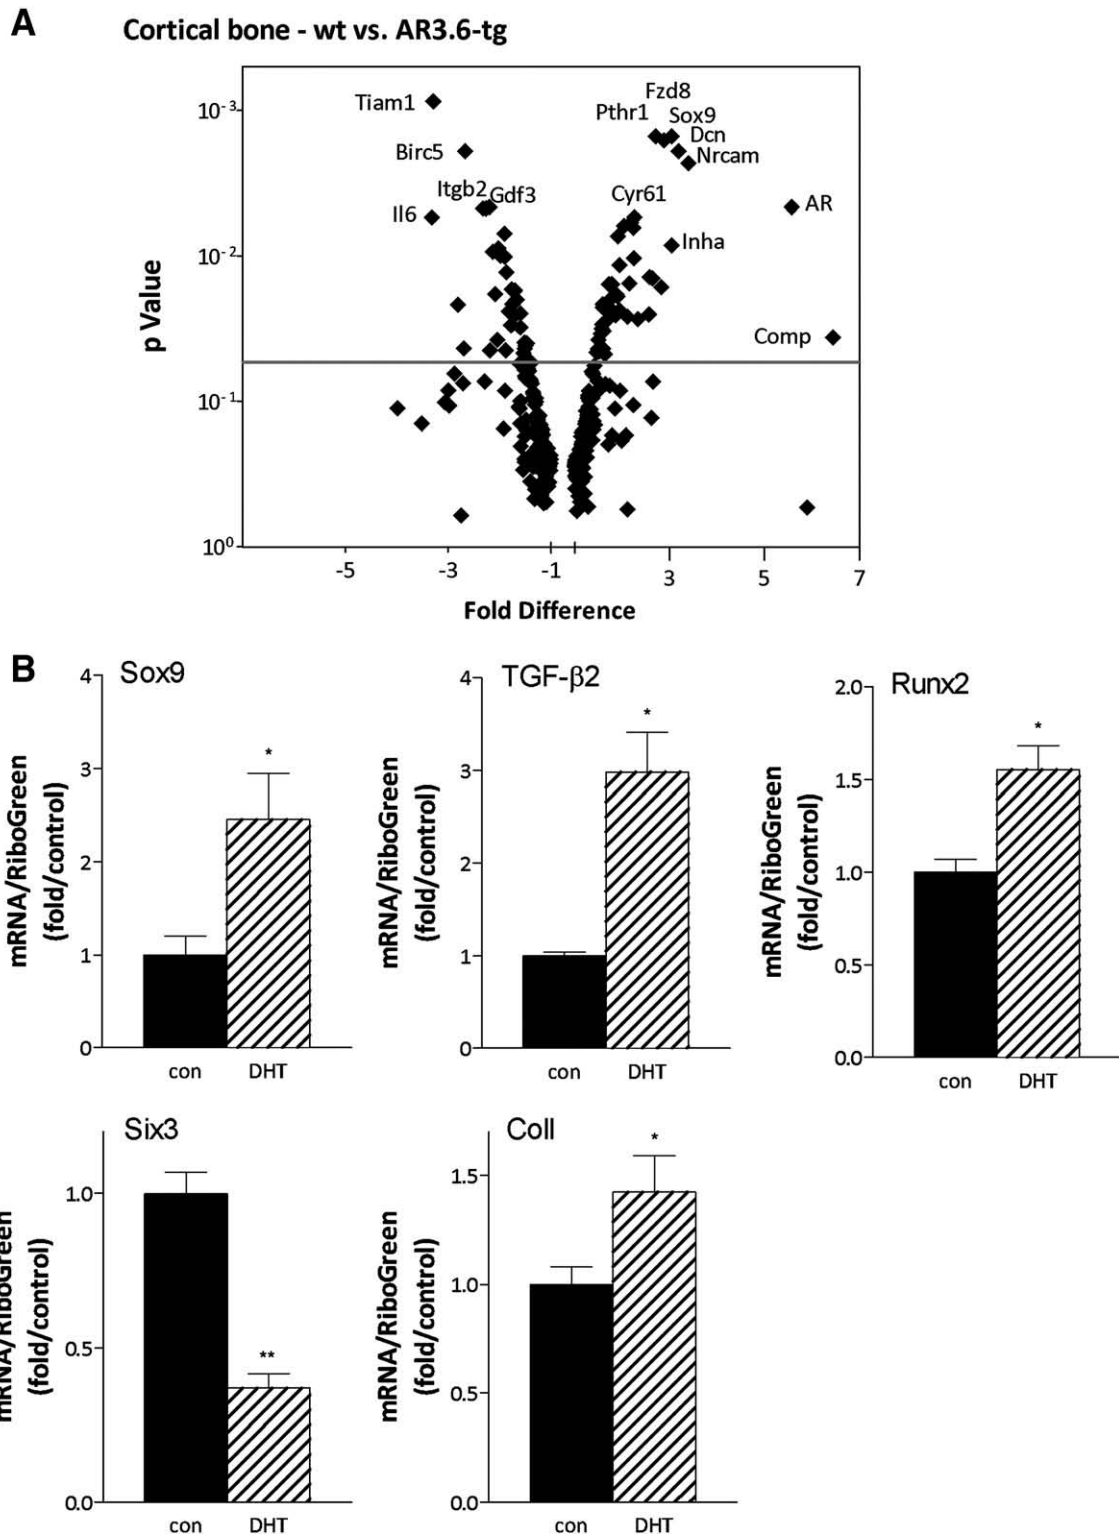 A
Cortical bone - wt vs. AR3.6-tg
Fzd8
Tiam1
Pthr1
Sox9
Dcn
Birc5
Nrcam
Itgb2
Gdf3
Cyr61
AR
Il6
Inha
Comp
p Value
10-3
10-2
10-1
100
-5
-3
-1
3
5
7
Fold Difference
B
Sox9
mRNA/RiboGreen
(fold/control)
4
3
2
1
0
*
con
DHT
TGF-β2
mRNA/RiboGreen
(fold/control)
4
3
2
1
0
*
con
DHT
Runx2
mRNA/RiboGreen
(fold/control)
2.0
1.5
1.0
0.5
0.0
*
con
DHT
Six3
mRNA/RiboGreen
(fold/control)
1.0
0.5
0.0
**
con
DHT
ColI
mRNA/RiboGreen
(fold/control)
1.5
1.0
0.5
0.0
*
con
DHT